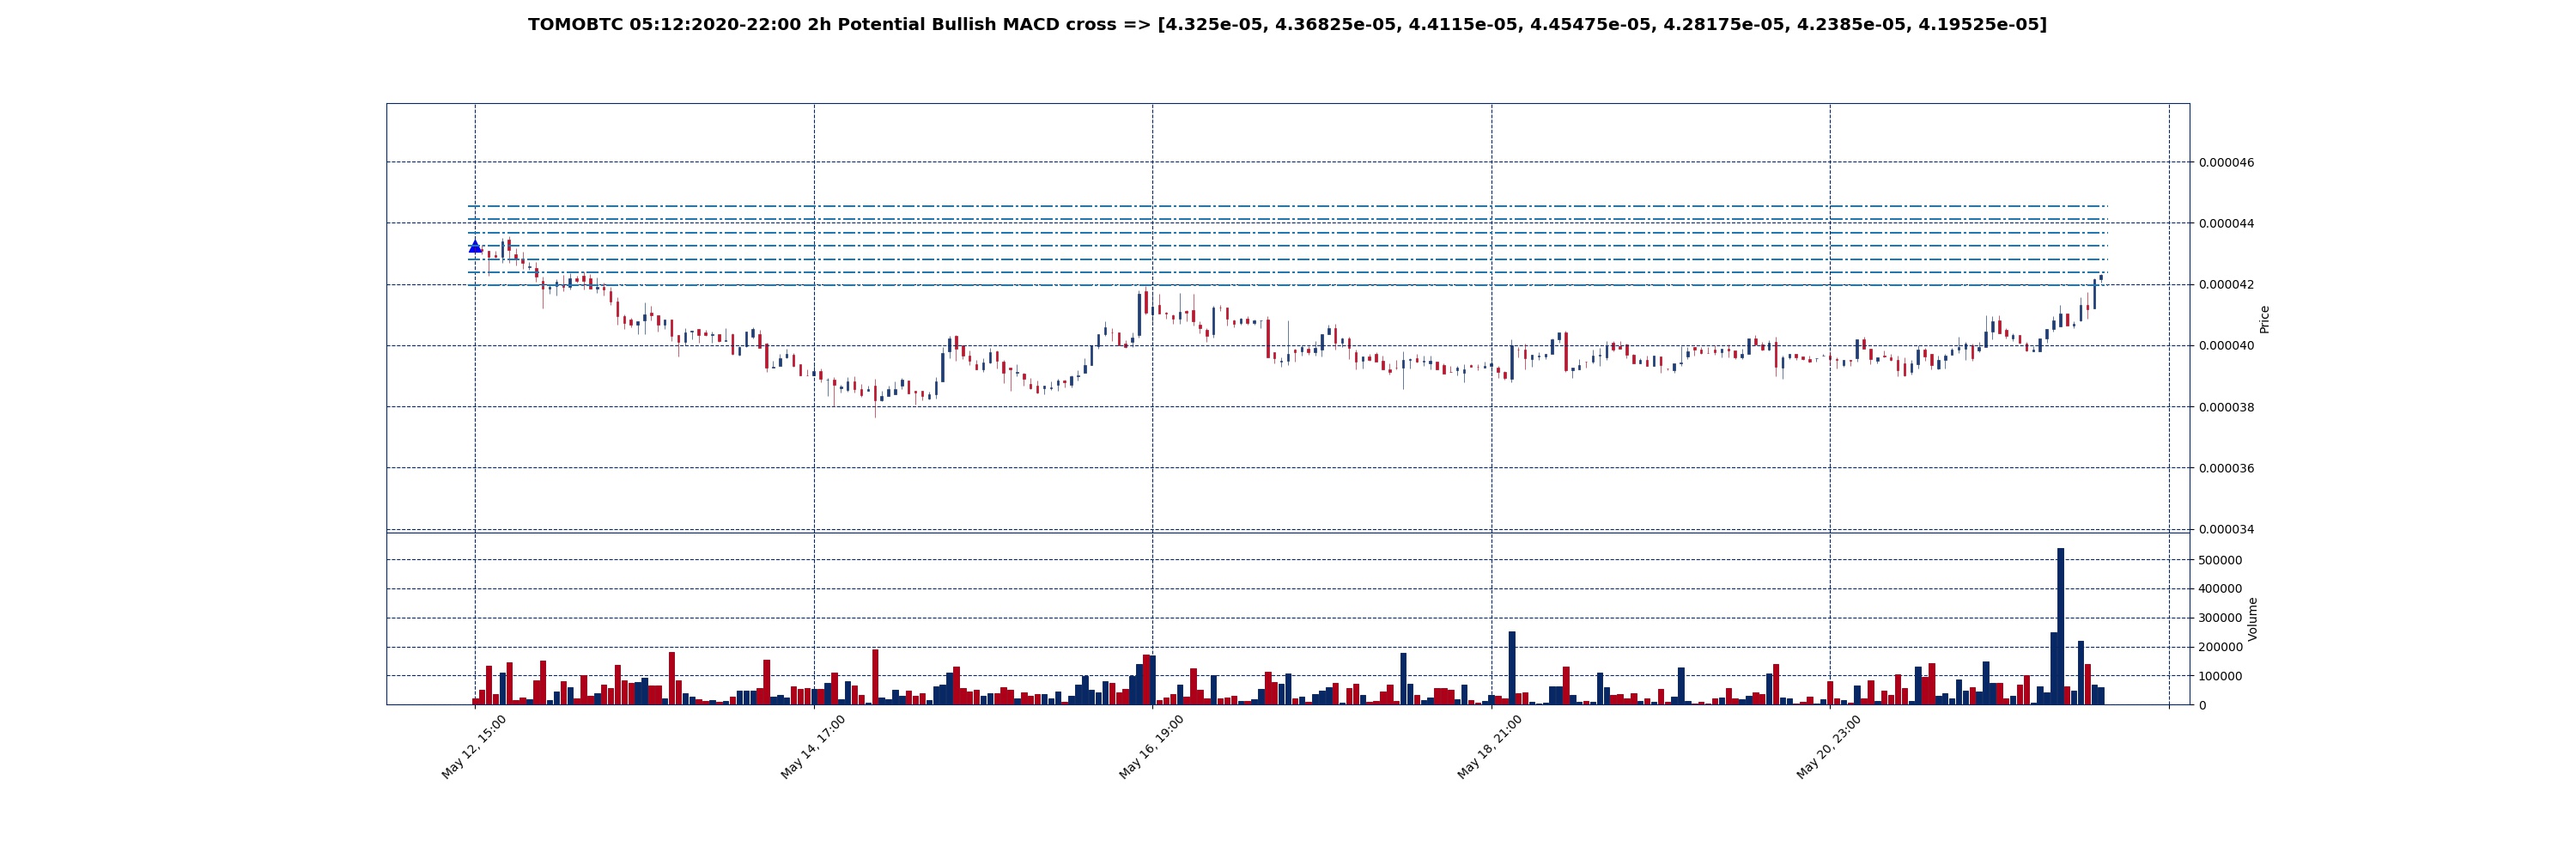 TOMOBTC 05:12:2020-22:00 2h Potential Bullish MACD cross => [4.325e-05, 4.36825e-05, 4.4115e-05, 4.45475e-05, 4.28175e-05, 4.2385e-05, 4.19525e-05]
0.000046
0.000044
0.000042
0.000040
0.000038
0.000036
0.000034
Price
500000
400000
300000
200000
100000
0
Volume
May 12, 15:00
May 14, 17:00
May 16, 19:00
May 18, 21:00
May 20, 23:00